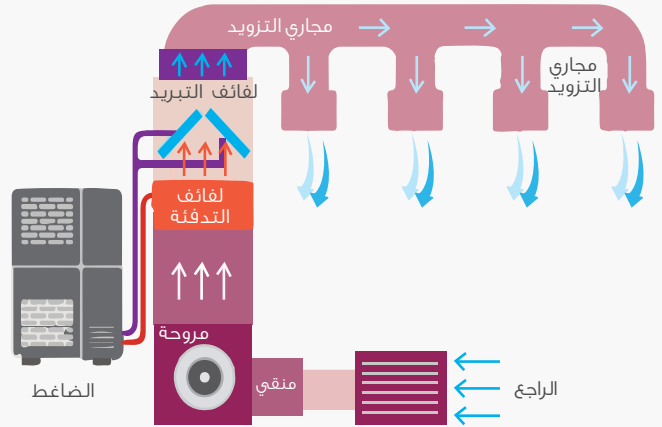 مجاري التزويد
مجاري
التزويد
لفائف التبريد
لفائف
التدفئة
مروحة
منقي
الراجع
الضاغط